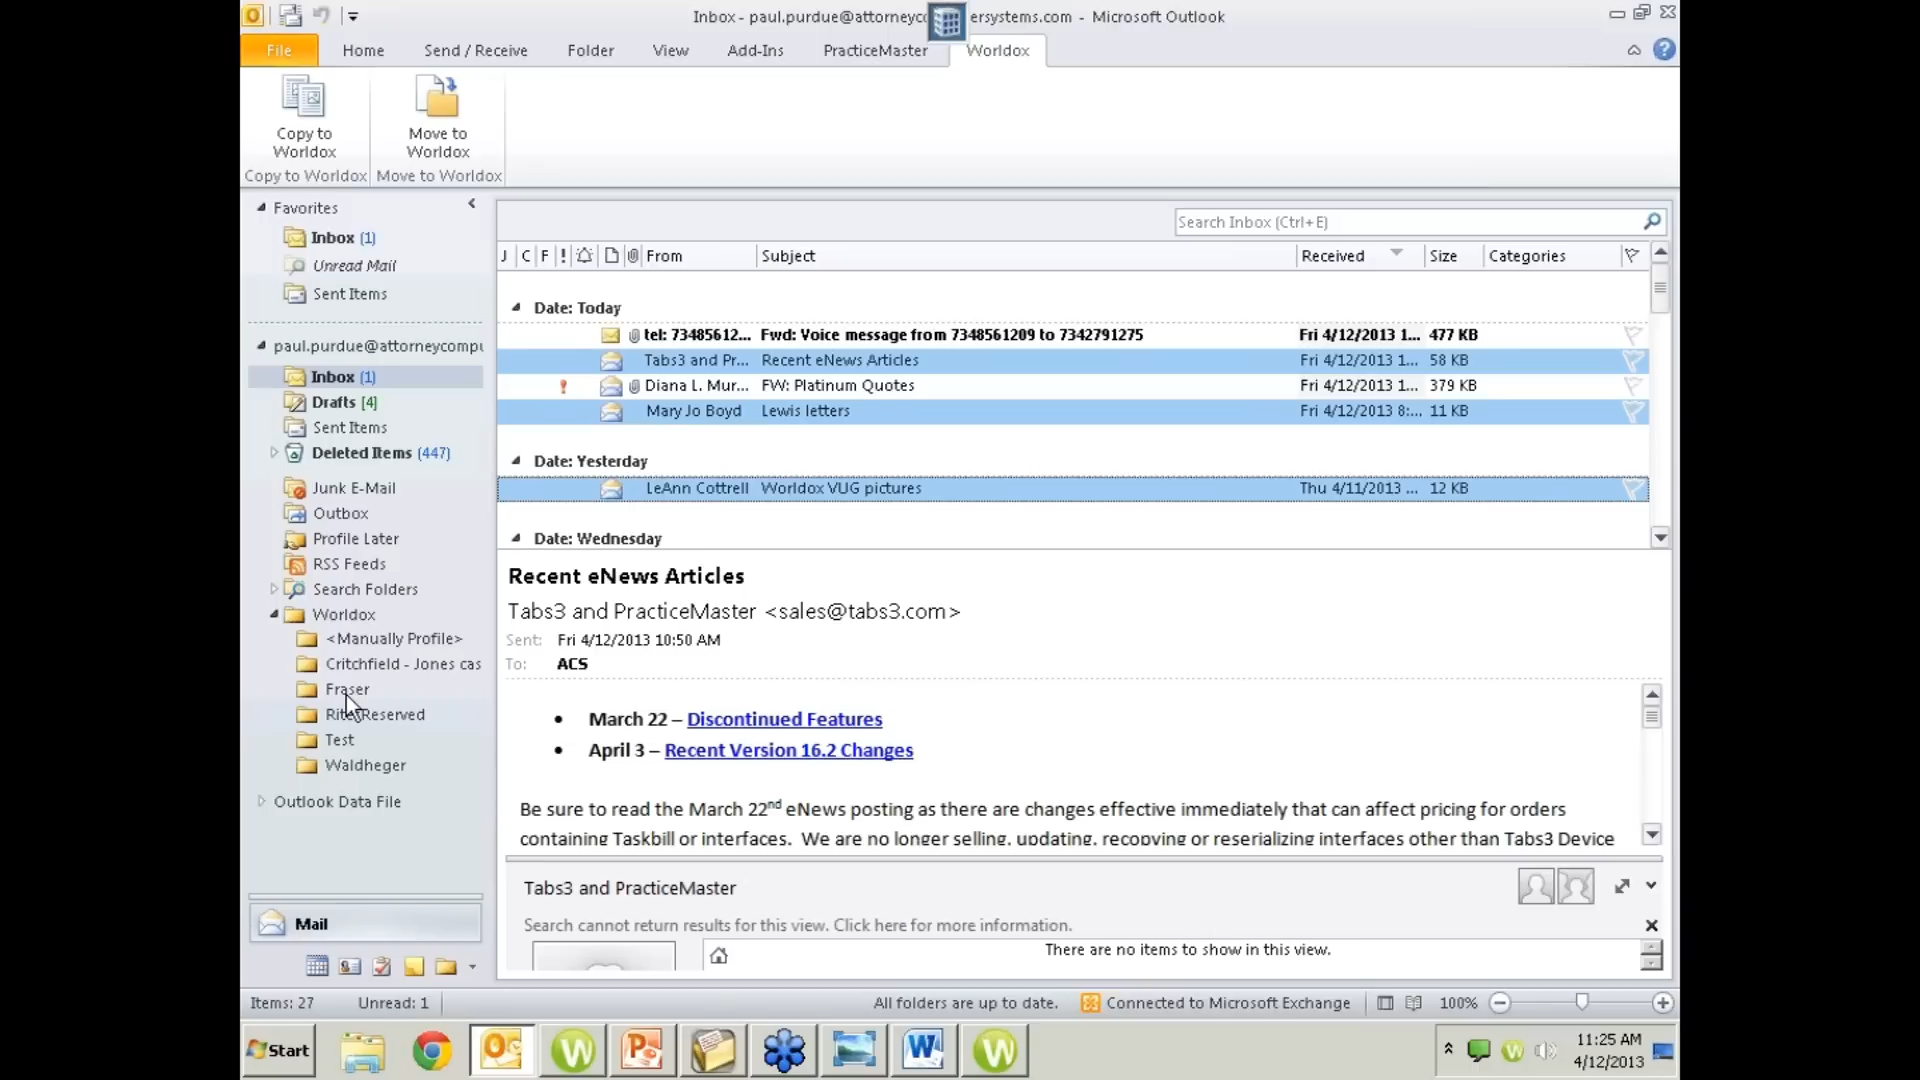 Inbox - paul.purdue@attorneyc ersystems.com - Microsoft Outlook
File Home Send / Receive Folder View Add-Ins PracticeMaster Worldox
Copy to Worldox
Move to Worldox
Copy to Worldox Move to Worldox
Favorites
Inbox (1)
Unread Mail
Sent Items
paul.purdue@attorneycompu
Inbox (1)
Drafts [4]
Sent Items
Deleted Items (447)
Junk E-Mail
Outbox
Profile Later
RSS Feeds
Search Folders
Worldox
<Manually Profile>
Critchfield - Jones cas
Fraser
Reserved
Test
Waldheger
Outlook Data File
Mail
Search Inbox (Ctrl+E)
J C F ! From Subject Received Size Categories
Date: Today
tel: 73485612... Fwd: Voice message from 7348561209 to 7342791275 Fri 4/12/2013 1... 477 KB
Tabs3 and Pr... Recent eNews Articles Fri 4/12/2013 1... 58 KB
! Diana L. Mur... FW: Platinum Quotes Fri 4/12/2013 1... 379 KB
Mary Jo Boyd Lewis letters Fri 4/12/2013 8:... 11 KB
Date: Yesterday
LeAnn Cottrell Worldox VUG pictures Thu 4/11/2013 ... 12 KB
Date: Wednesday
Recent eNews Articles
Tabs3 and PracticeMaster <sales@tabs3.com>
Sent: Fri 4/12/2013 10:50 AM
To: ACS
• March 22 – Discontinued Features
• April 3 – Recent Version 16.2 Changes
Be sure to read the March 22nd eNews posting as there are changes effective immediately that can affect pricing for orders
containing Taskbill or interfaces. We are no longer selling, updating, recopying or reserializing interfaces other than Tabs3 Device
Tabs3 and PracticeMaster
Search cannot return results for this view. Click here for more information.
There are no items to show in this view.
Items: 27 Unread: 1 All folders are up to date. Connected to Microsoft Exchange 100%
Start
11:25 AM
4/12/2013